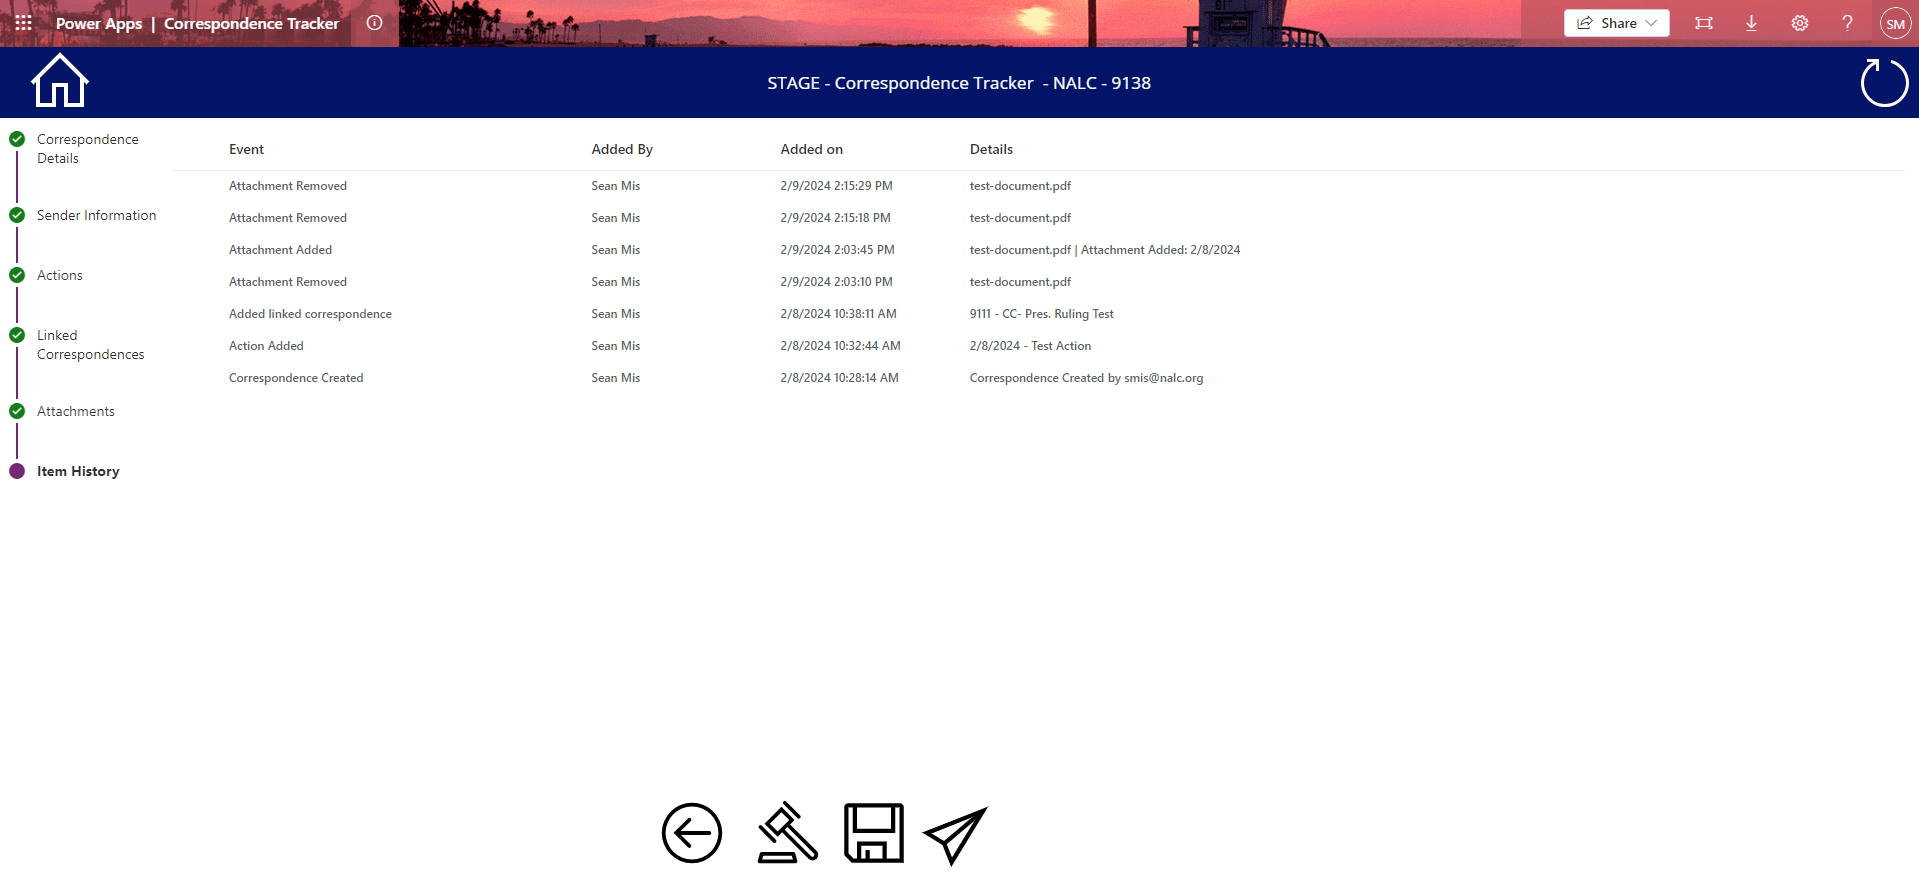 Power Apps | Correspondence Tracker
Share
SM
STAGE - Correspondence Tracker - NALC - 9138
Correspondence
Details
Sender Information
Actions
Linked
Correspondences
Attachments
Item History
Event Added By Added on Details
Attachment Removed Sean Mis 2/9/2024 2:15:29 PM test-document.pdf
Attachment Removed Sean Mis 2/9/2024 2:15:18 PM test-document.pdf
Attachment Added Sean Mis 2/9/2024 2:03:45 PM test-document.pdf | Attachment Added: 2/8/2024
Attachment Removed Sean Mis 2/9/2024 2:03:10 PM test-document.pdf
Added linked correspondence Sean Mis 2/8/2024 10:38:11 AM 9111 - CC- Pres. Ruling Test
Action Added Sean Mis 2/8/2024 10:32:44 AM 2/8/2024 - Test Action
Correspondence Created Sean Mis 2/8/2024 10:28:14 AM Correspondence Created by smis@nalc.org